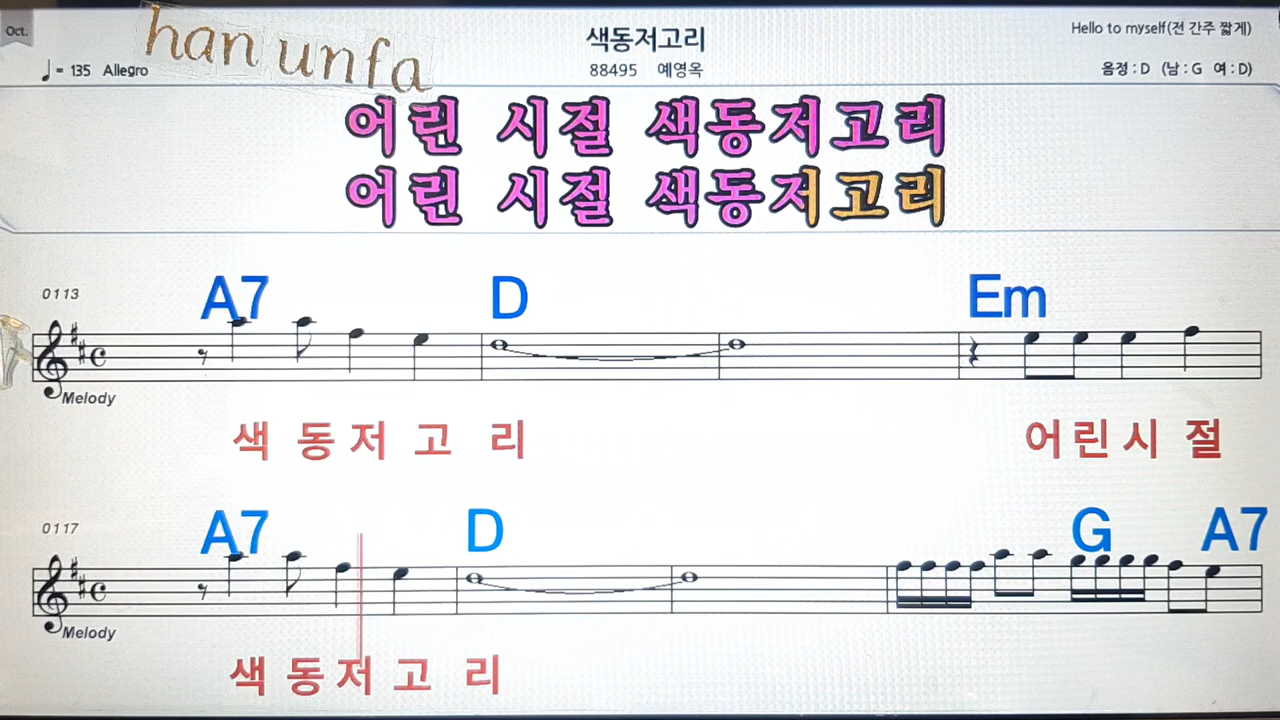 Oct.
han unfa
색동저고리
Hello to myself(전 간주 짧게)
♩= 135 Allegro
88495 예영옥
음정 : D (남 : G 여 : D)
어린 시절 색동저고리
어린 시절 색동저고리
0113
A7 D Em
Melody
색 동 저 고 리 어 린 시 절
0117
A7 D G A7
Melody
색 동 저 고 리